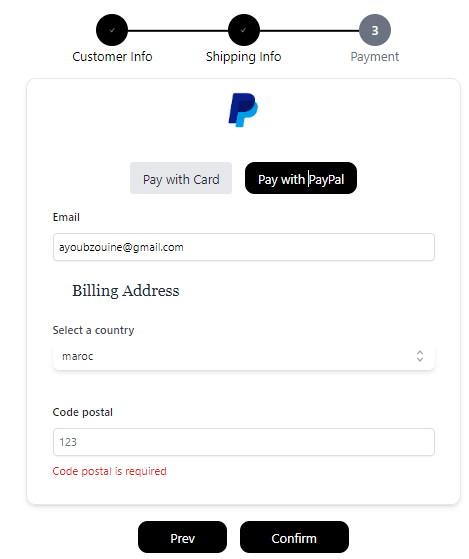 ✓ ✓ 3
Customer Info Shipping Info Payment
Pay with Card Pay with PayPal
Email
ayoubzouine@gmail.com
Billing Address
Select a country
maroc
Code postal
123
Code postal is required
Prev Confirm